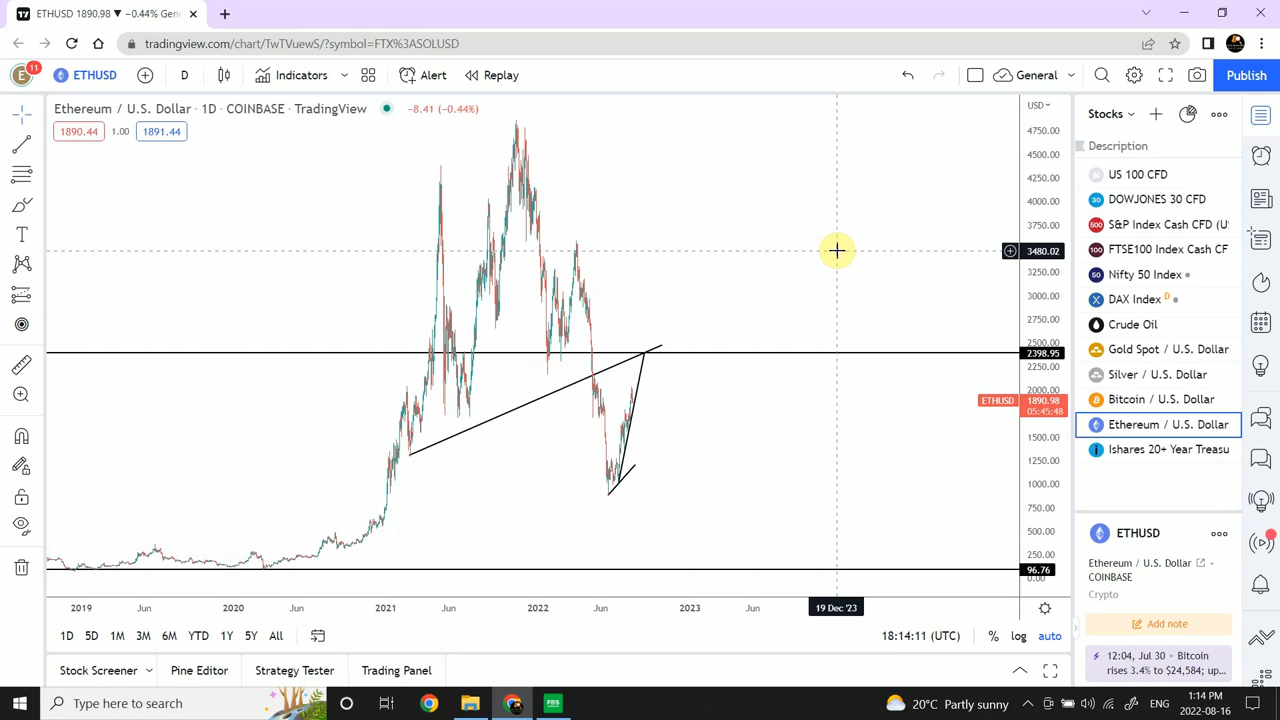 ETHUSD 1890.98 ▼ −0.44% Gen
tradingview.com/chart/TwTVuewS/?symbol=FTX%3ASOLUSD
E
11
ETHUSD
D
Indicators
Alert
Replay
General
Publish
Ethereum / U.S. Dollar · 1D · COINBASE · TradingView
−8.41 (−0.44%)
1890.44
1.00
1891.44
USD
4750.00
4500.00
4250.00
4000.00
3750.00
3480.02
3250.00
3000.00
2750.00
2500.00
2398.95
2250.00
2000.00
ETHUSD
1890.98
05:45:48
1500.00
1250.00
1000.00
750.00
500.00
250.00
96.76
0.00
2019
Jun
2020
Jun
2021
Jun
2022
Jun
2023
Jun
19 Dec '23
1D
5D
1M
3M
6M
YTD
1Y
5Y
All
18:14:11 (UTC)
%
log
auto
Stock Screener
Pine Editor
Strategy Tester
Trading Panel
Stocks
Description
US 100 CFD
30
DOWJONES 30 CFD
500
S&P Index Cash CFD (U
100
FTSE100 Index Cash CF
50
Nifty 50 Index
DAX Index D
Crude Oil
Gold Spot / U.S. Dollar
Silver / U.S. Dollar
Bitcoin / U.S. Dollar
Ethereum / U.S. Dollar
Ishares 20+ Year Treasu
ETHUSD
Ethereum / U.S. Dollar
COINBASE
Crypto
Add note
12:04, Jul 30 • Bitcoin
rises 3.4% to $24,584; up...
Type here to search
FBS
20°C Partly sunny
ENG
1:14 PM
2022-08-16